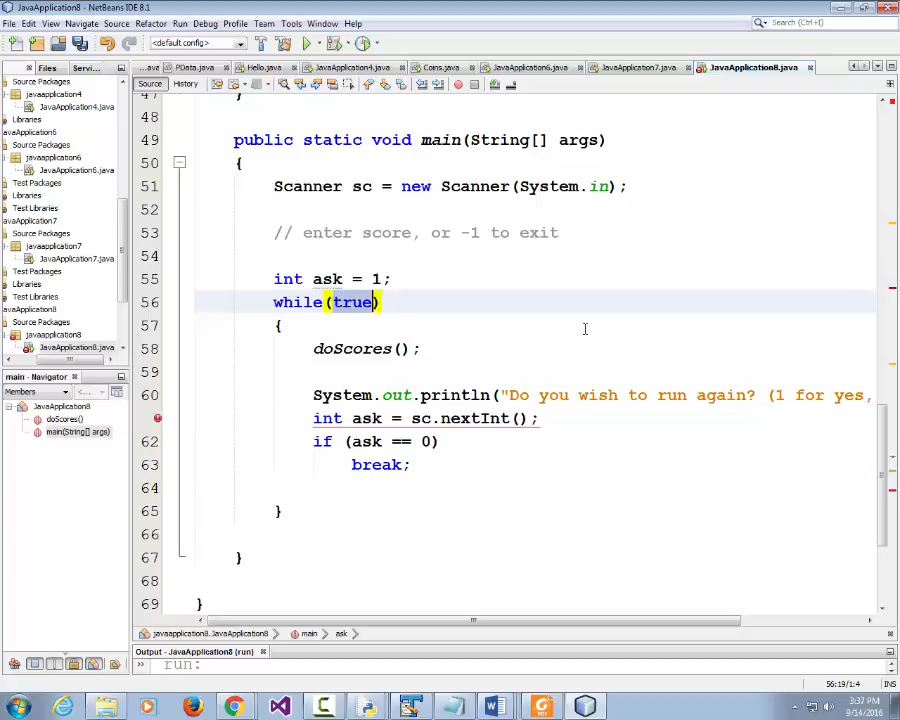 JavaApplication8 - NetBeans IDE 8.1
File Edit View Navigate Source Refactor Run Debug Profile Team Tools Window Help
Search (Ctrl+I)
<default config>
Files Servi...
...ava PData.java Hello.java JavaApplication4.java Coins.java JavaApplication6.java JavaApplication7.java JavaApplication8.java
Source History
Source Packages
javaapplication4
JavaApplication4.java
Libraries
avaApplication6
Source Packages
javaapplication6
JavaApplication6.java
Test Packages
Libraries
Test Libraries
avaApplication7
Source Packages
javaapplication7
JavaApplication7.java
Test Packages
Libraries
Test Libraries
avaApplication8
Source Packages
javaapplication8
JavaApplication8.java
main - Navigator
Members <...
JavaApplication8
doScores()
main(String[] args)
47 }
48
49 public static void main(String[] args)
50 {
51 Scanner sc = new Scanner(System.in);
52
53 // enter score, or -1 to exit
54
55 int ask = 1;
56 while(true)
57 {
58 doScores();
59
60 System.out.println("Do you wish to run again? (1 for yes,
int ask = sc.nextInt();
62 if (ask == 0)
63 break;
64
65 }
66
67 }
68
69 }
javaapplication8.JavaApplication8 main ask
Output - JavaApplication8 (run)
run:
56:19/1:4 INS
3:37 PM
9/14/2016